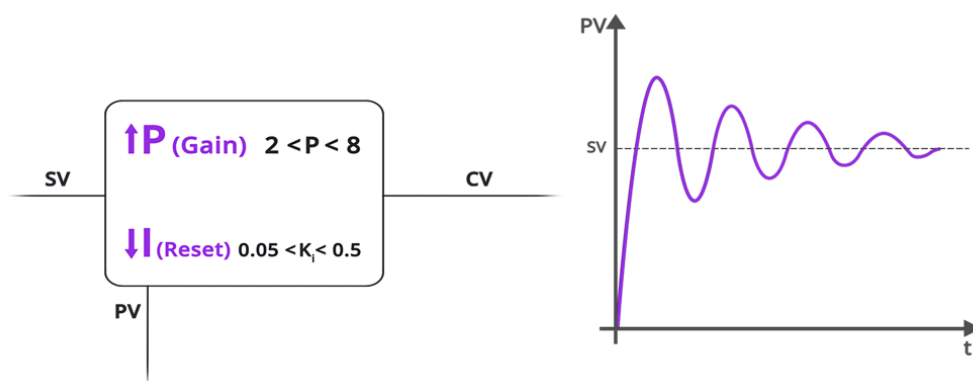 ↑P (Gain) 2 < P < 8
SV
CV
↓I (Reset) 0.05 < Ki < 0.5
PV
PV
SV
t